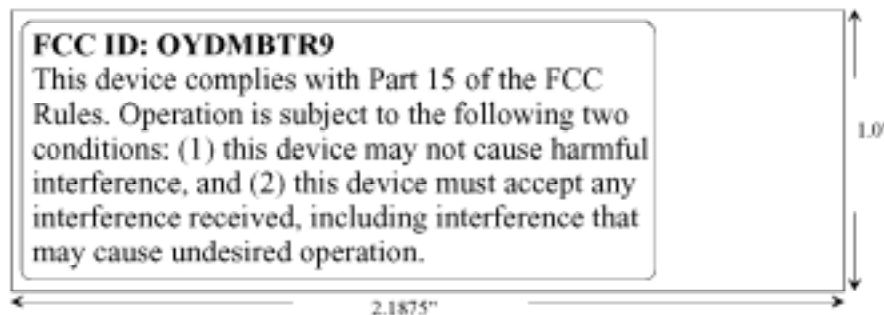 FCC ID: OYDMBTR9
This device complies with Part 15 of the FCC
Rules. Operation is subject to the following two
conditions: (1) this device may not cause harmful
interference, and (2) this device must accept any
interference received, including interference that
may cause undesired operation.
1.0"
2.1875”